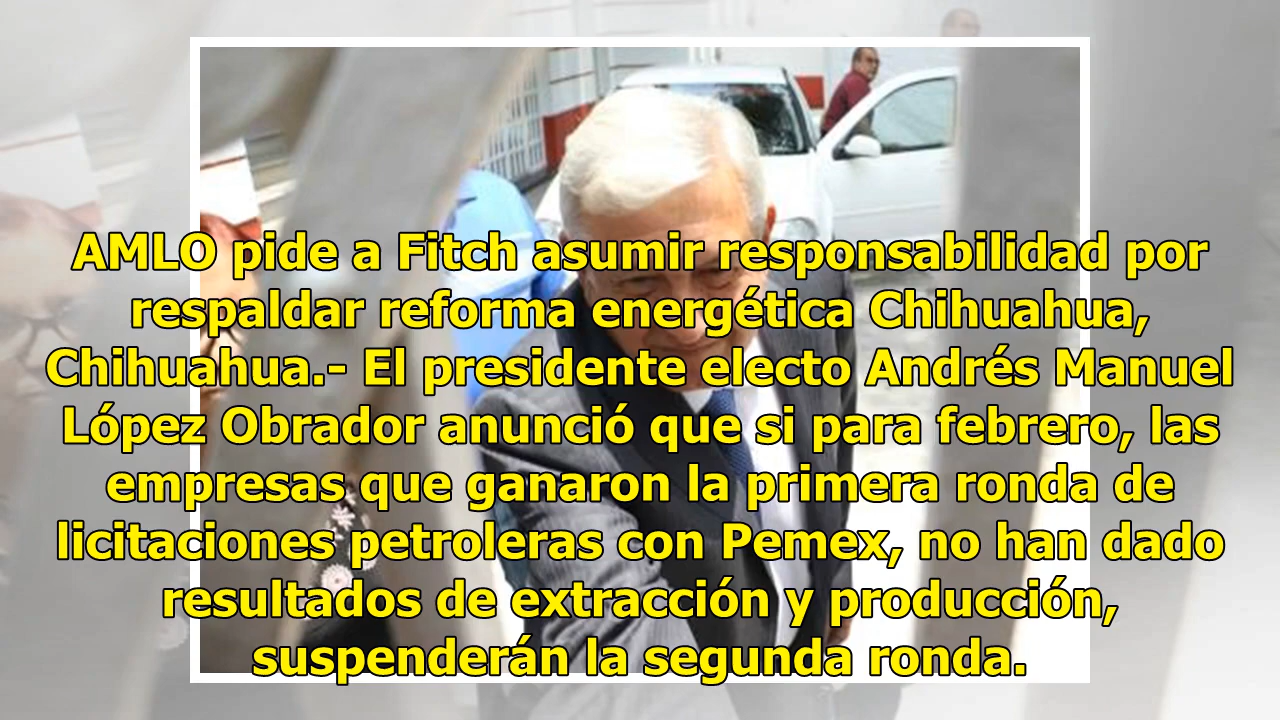 AMLO pide a Fitch asumir responsabilidad por
respaldar reforma energética Chihuahua,
Chihuahua.- El presidente electo Andrés Manuel
López Obrador anunció que si para febrero, las
empresas que ganaron la primera ronda de
licitaciones petroleras con Pemex, no han dado
resultados de extracción y producción,
suspenderán la segunda ronda.